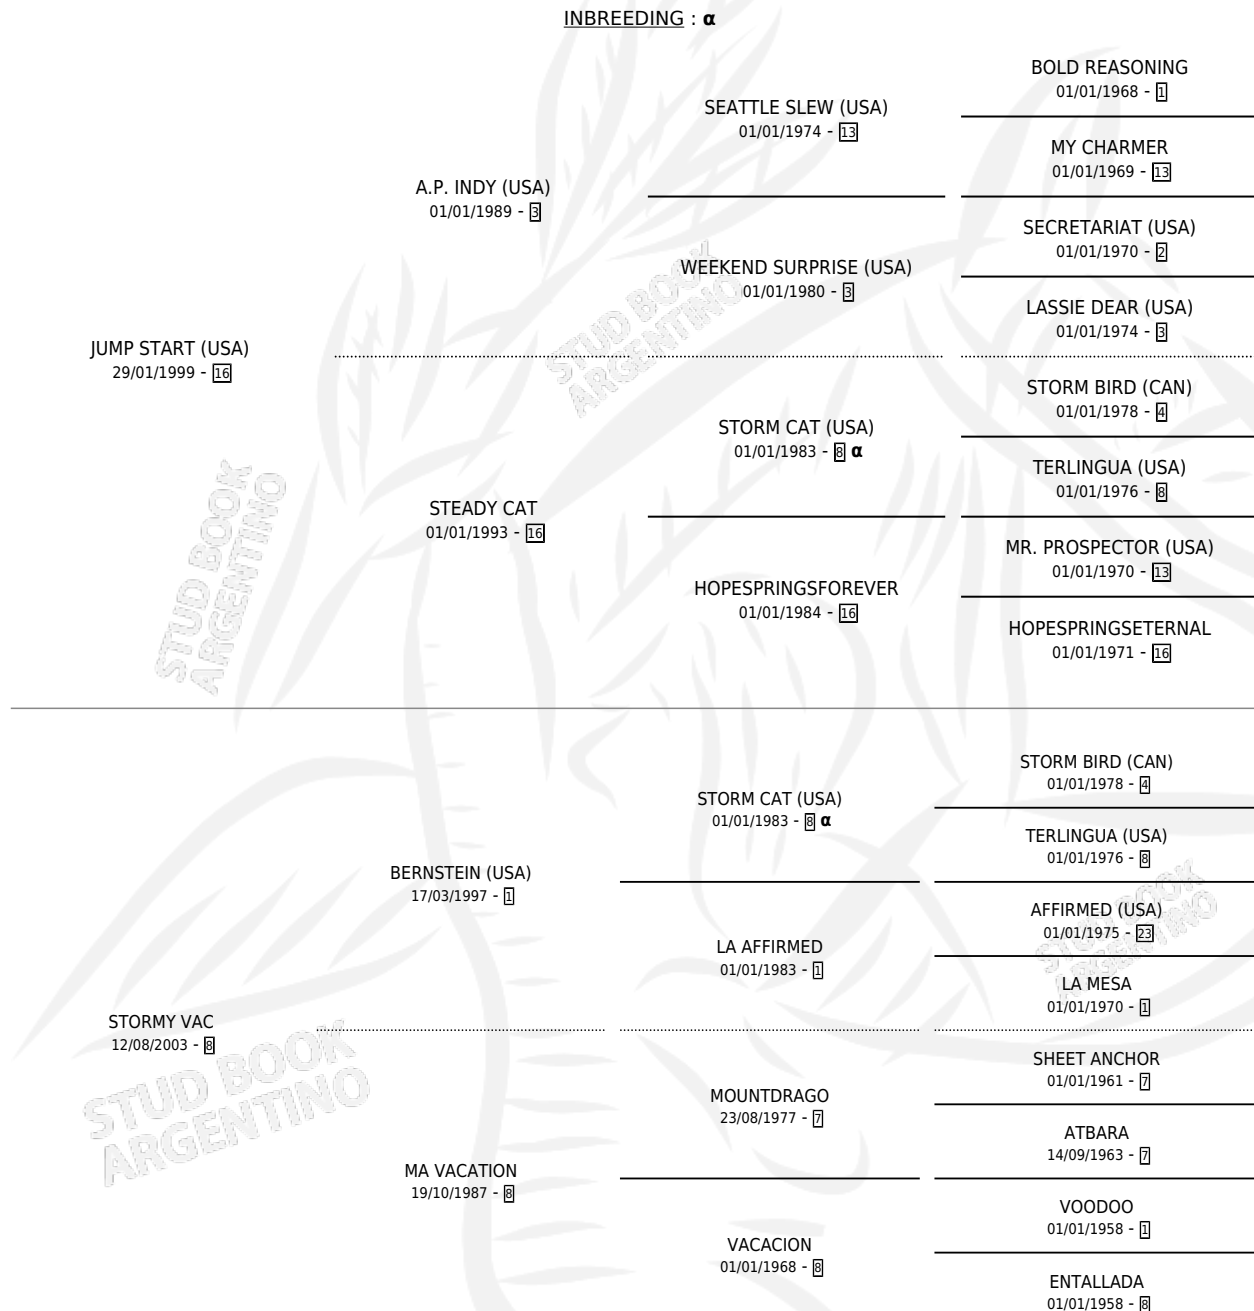 INBREEDING : α
BOLD REASONING
01/01/1968 - 1
SEATTLE SLEW (USA)
01/01/1974 - 13
MY CHARMER
01/01/1969 - 13
A.P. INDY (USA)
01/01/1989 - 3
SECRETARIAT (USA)
01/01/1970 - 2
WEEKEND SURPRISE (USA)
01/01/1980 - 3
LASSIE DEAR (USA)
01/01/1974 - 3
JUMP START (USA)
29/01/1999 - 16
STORM BIRD (CAN)
01/01/1978 - 4
STORM CAT (USA)
01/01/1983 - 8 α
TERLINGUA (USA)
01/01/1976 - 8
STEADY CAT
01/01/1993 - 16
MR. PROSPECTOR (USA)
01/01/1970 - 13
HOPESPRINGSFOREVER
01/01/1984 - 16
HOPESPRINGSETERNAL
01/01/1971 - 16
STORM BIRD (CAN)
01/01/1978 - 4
STORM CAT (USA)
01/01/1983 - 8 α
TERLINGUA (USA)
01/01/1976 - 8
BERNSTEIN (USA)
17/03/1997 - 1
AFFIRMED (USA)
01/01/1975 - 23
LA AFFIRMED
01/01/1983 - 1
LA MESA
01/01/1970 - 1
STORMY VAC
12/08/2003 - 8
SHEET ANCHOR
01/01/1961 - 7
MOUNTDRAGO
23/08/1977 - 7
ATBARA
14/09/1963 - 7
MA VACATION
19/10/1987 - 8
VOODOO
01/01/1958 - 1
VACACION
01/01/1968 - 8
ENTALLADA
01/01/1958 - 8
STUD BOOK
ARGENTINO
STUD BOOK
ARGENTINO
STUD BOOK
ARGENTINO
STUD BOOK
ARGENTINO